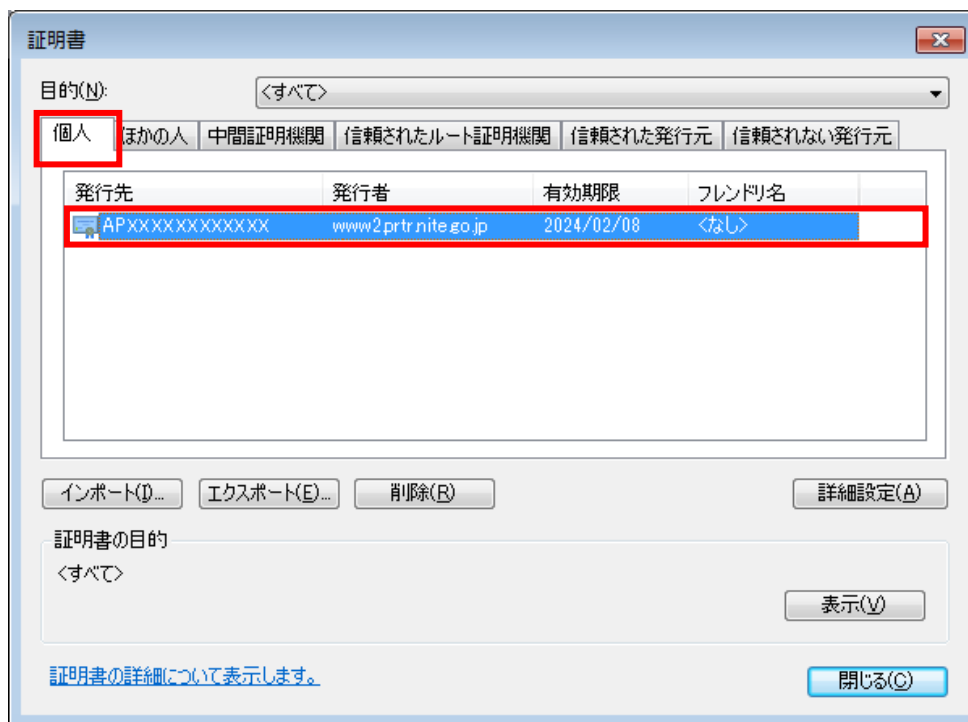 証明書
目的(N): <すべて>
個人 ほかの人 中間証明機関 信頼されたルート証明機関 信頼された発行元 信頼されない発行元
発行先 発行者 有効期限 フレンドリ名
APXXXXXXXXXXXX www2.prtr.nite.go.jp 2024/02/08 <なし>
インポート(I)... エクスポート(E)... 削除(R) 詳細設定(A)
証明書の目的
<すべて>
表示(V)
証明書の詳細について表示します。
閉じる(C)